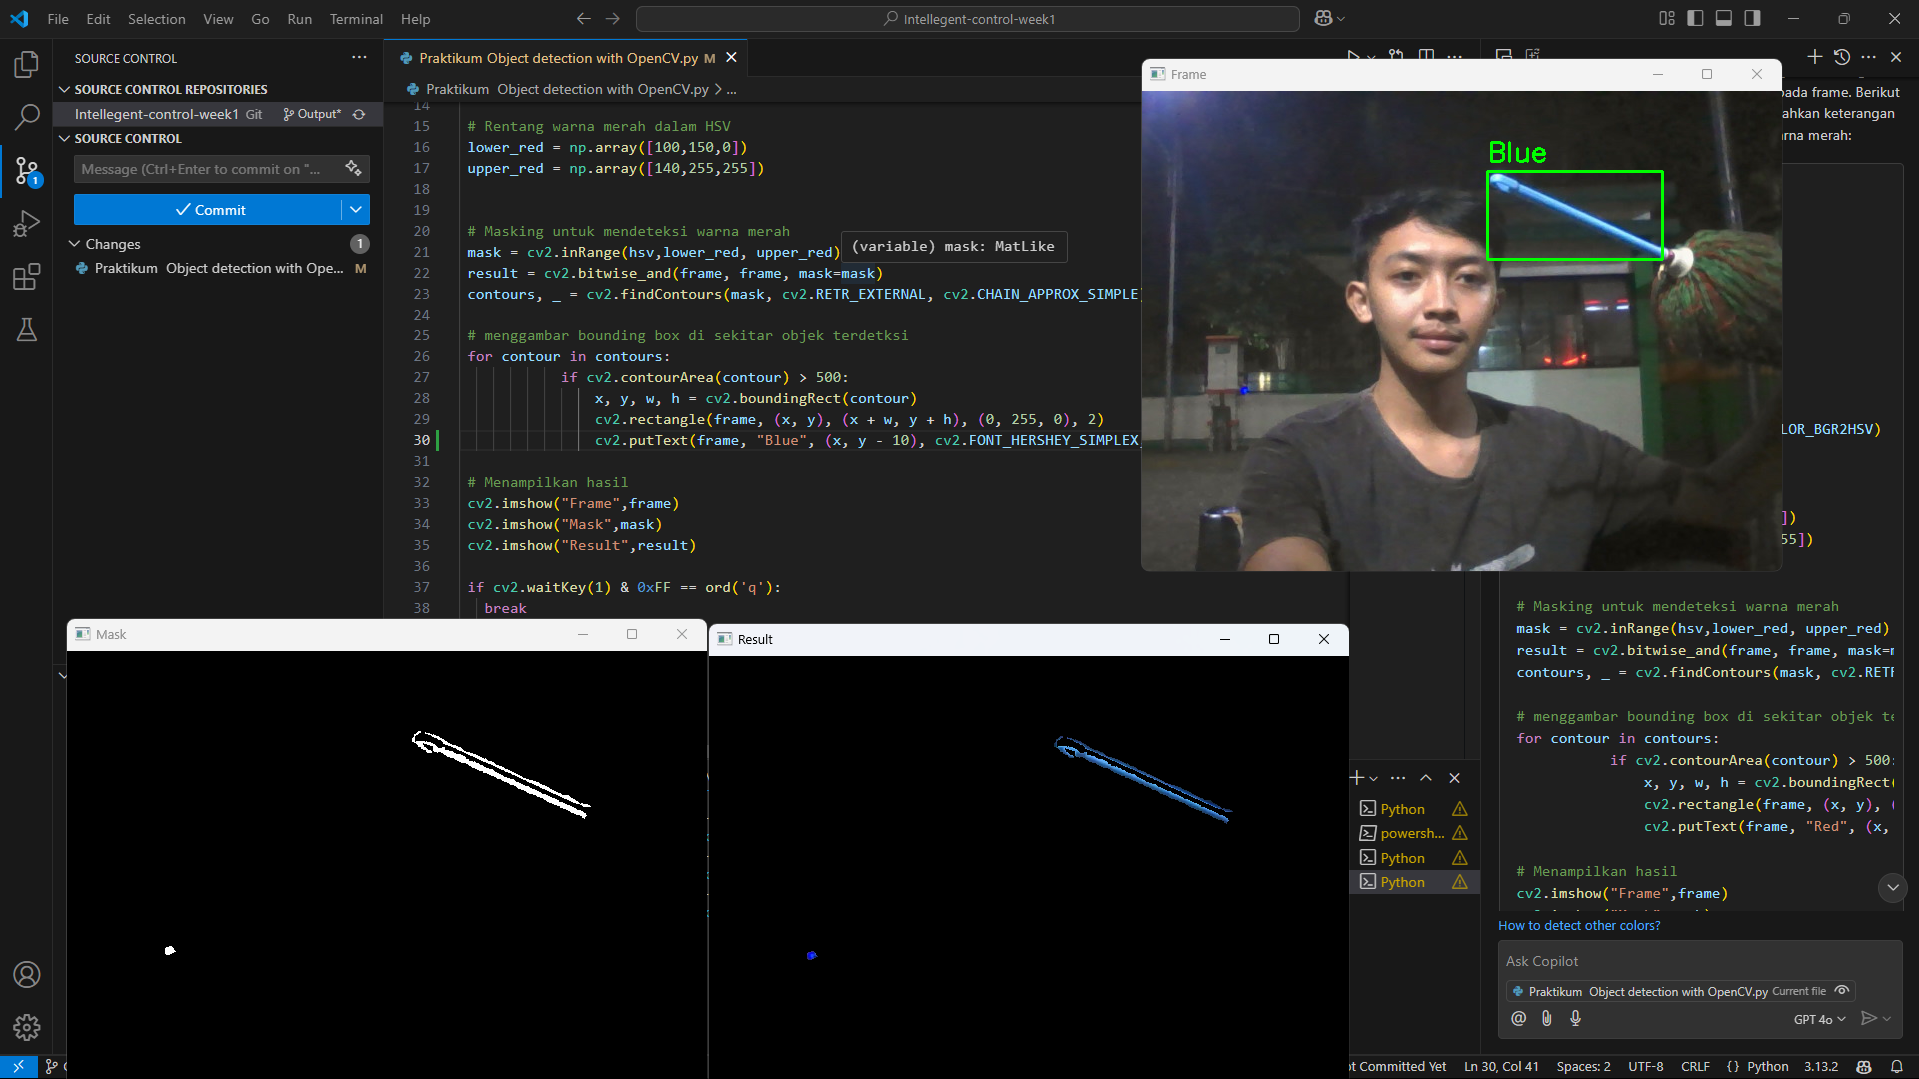 File Edit Selection View Go Run Terminal Help
Intellegent-control-week1
SOURCE CONTROL
SOURCE CONTROL REPOSITORIES
Intellegent-control-week1 Git Output*
SOURCE CONTROL
Message (Ctrl+Enter to commit on "...
Commit
Changes 1
Praktikum Object detection with Ope... M
1
Praktikum Object detection with OpenCV.py M
Praktikum Object detection with OpenCV.py > ...
14
15 # Rentang warna merah dalam HSV
16 lower_red = np.array([100,150,0])
17 upper_red = np.array([140,255,255])
18
19
20 # Masking untuk mendeteksi warna merah
21 mask = cv2.inRange(hsv,lower_red, upper_red)
(variable) mask: MatLike
22 result = cv2.bitwise_and(frame, frame, mask=mask)
23 contours, _ = cv2.findContours(mask, cv2.RETR_EXTERNAL, cv2.CHAIN_APPROX_SIMPLE)
24
25 # menggambar bounding box di sekitar objek terdetksi
26 for contour in contours:
27 if cv2.contourArea(contour) > 500:
28 x, y, w, h = cv2.boundingRect(contour)
29 cv2.rectangle(frame, (x, y), (x + w, y + h), (0, 255, 0), 2)
30 cv2.putText(frame, "Blue", (x, y - 10), cv2.FONT_HERSHEY_SIMPLEX,
31
32 # Menampilkan hasil
33 cv2.imshow("Frame",frame)
34 cv2.imshow("Mask",mask)
35 cv2.imshow("Result",result)
36
37 if cv2.waitKey(1) & 0xFF == ord('q'):
38 break
Frame
Blue
Mask
Result
Python
powersh...
Python
Python
pada frame. Berikut
ahkan keterangan
rna merah:
LOR_BGR2HSV)
])
55])
# Masking untuk mendeteksi warna merah
mask = cv2.inRange(hsv,lower_red, upper_red)
result = cv2.bitwise_and(frame, frame, mask=m
contours, _ = cv2.findContours(mask, cv2.RETR
# menggambar bounding box di sekitar objek te
for contour in contours:
if cv2.contourArea(contour) > 500:
x, y, w, h = cv2.boundingRect(
cv2.rectangle(frame, (x, y), (
cv2.putText(frame, "Red", (x,
# Menampilkan hasil
cv2.imshow("Frame",frame)
How to detect other colors?
Ask Copilot
Praktikum Object detection with OpenCV.py Current file
GPT 4o
ot Committed Yet Ln 30, Col 41 Spaces: 2 UTF-8 CRLF {} Python 3.13.2